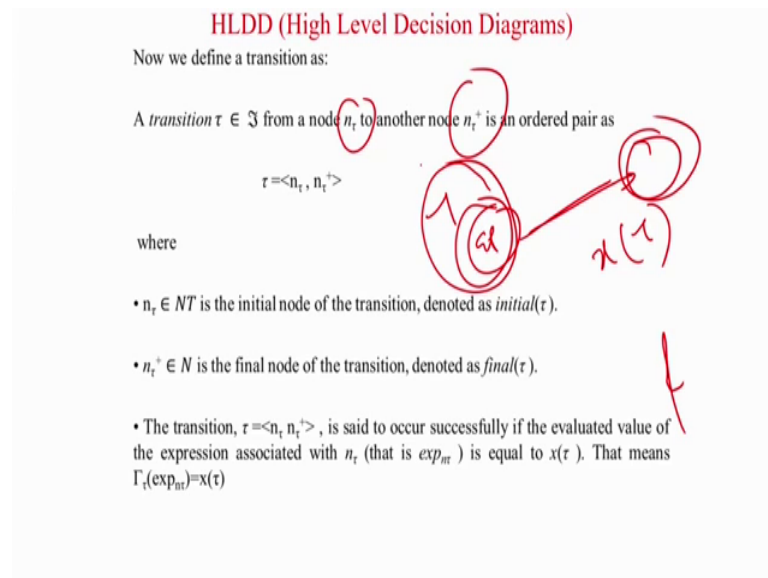 HLDD (High Level Decision Diagrams)
Now we define a transition as:
A transition τ ∈ ℑ from a node n_τ to another node n_τ⁺ is an ordered pair as
τ =<n_τ , n_τ⁺>
where
x(τ)
• n_τ ∈ NT is the initial node of the transition, denoted as initial(τ).
• n_τ⁺ ∈ N is the final node of the transition, denoted as final(τ ).
• The transition, τ =<n_τ n_τ⁺> , is said to occur successfully if the evaluated value of
the expression associated with n_τ (that is exp_nτ ) is equal to x(τ ). That means
Γ_τ(exp_nτ)=x(τ)